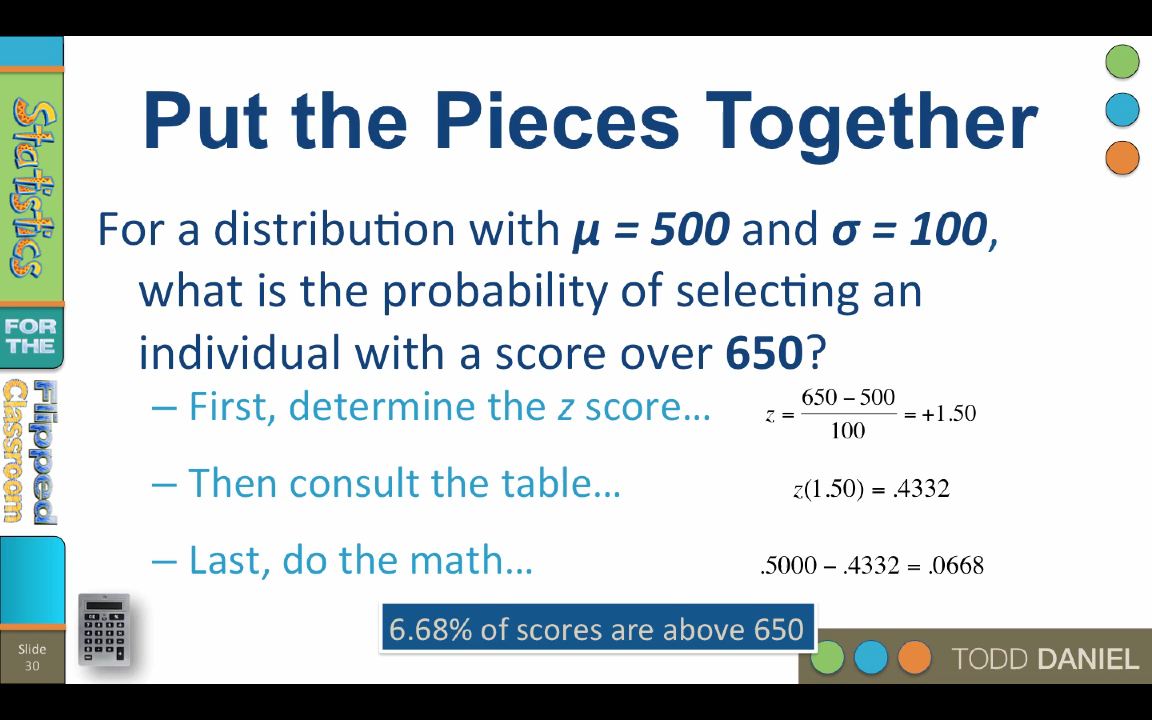 Put the Pieces Together
For a distribution with μ = 500 and σ = 100,
what is the probability of selecting an
individual with a score over 650?
– First, determine the z score…
z = (650 − 500) / 100 = +1.50
– Then consult the table…
z(1.50) = .4332
– Last, do the math…
.5000 − .4332 = .0668
6.68% of scores are above 650
Statistics
FOR
THE
Flipped
Classroom
Slide
30
TODD DANIEL